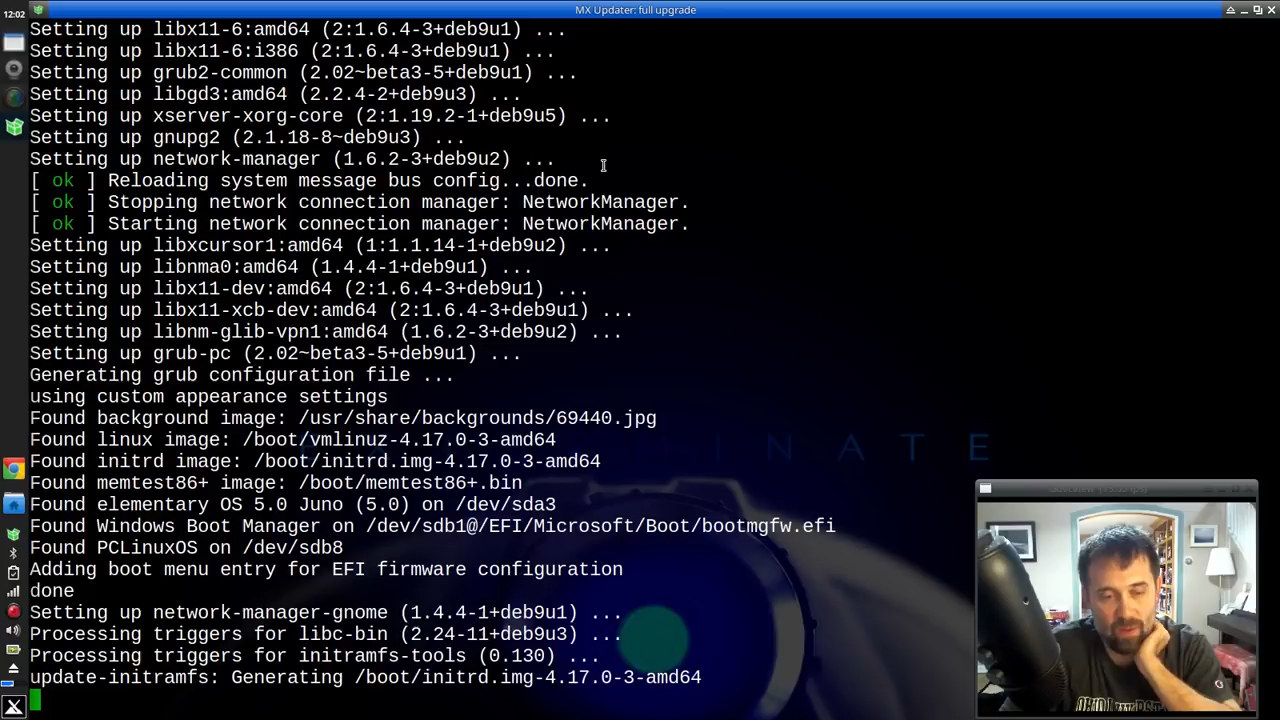 12:02
MX Updater: full upgrade
Setting up libx11-6:amd64 (2:1.6.4-3+deb9u1) ...
Setting up libx11-6:i386 (2:1.6.4-3+deb9u1) ...
Setting up grub2-common (2.02~beta3-5+deb9u1) ...
Setting up libgd3:amd64 (2.2.4-2+deb9u3) ...
Setting up xserver-xorg-core (2:1.19.2-1+deb9u5) ...
Setting up gnupg2 (2.1.18-8~deb9u3) ...
Setting up network-manager (1.6.2-3+deb9u2) ...
[ ok ] Reloading system message bus config...done.
[ ok ] Stopping network connection manager: NetworkManager.
[ ok ] Starting network connection manager: NetworkManager.
Setting up libxcursor1:amd64 (1:1.1.14-1+deb9u2) ...
Setting up libnma0:amd64 (1.4.4-1+deb9u1) ...
Setting up libx11-dev:amd64 (2:1.6.4-3+deb9u1) ...
Setting up libx11-xcb-dev:amd64 (2:1.6.4-3+deb9u1) ...
Setting up libnm-glib-vpn1:amd64 (1.6.2-3+deb9u2) ...
Setting up grub-pc (2.02~beta3-5+deb9u1) ...
Generating grub configuration file ...
using custom appearance settings
Found background image: /usr/share/backgrounds/69440.jpg
Found linux image: /boot/vmlinuz-4.17.0-3-amd64
Found initrd image: /boot/initrd.img-4.17.0-3-amd64
Found memtest86+ image: /boot/memtest86+.bin
Found elementary OS 5.0 Juno (5.0) on /dev/sda3
Found Windows Boot Manager on /dev/sdb1@/EFI/Microsoft/Boot/bootmgfw.efi
Found PCLinuxOS on /dev/sdb8
Adding boot menu entry for EFI firmware configuration
done
Setting up network-manager-gnome (1.4.4-1+deb9u1) ...
Processing triggers for libc-bin (2.24-11+deb9u3) ...
Processing triggers for initramfs-tools (0.130) ...
update-initramfs: Generating /boot/initrd.img-4.17.0-3-amd64